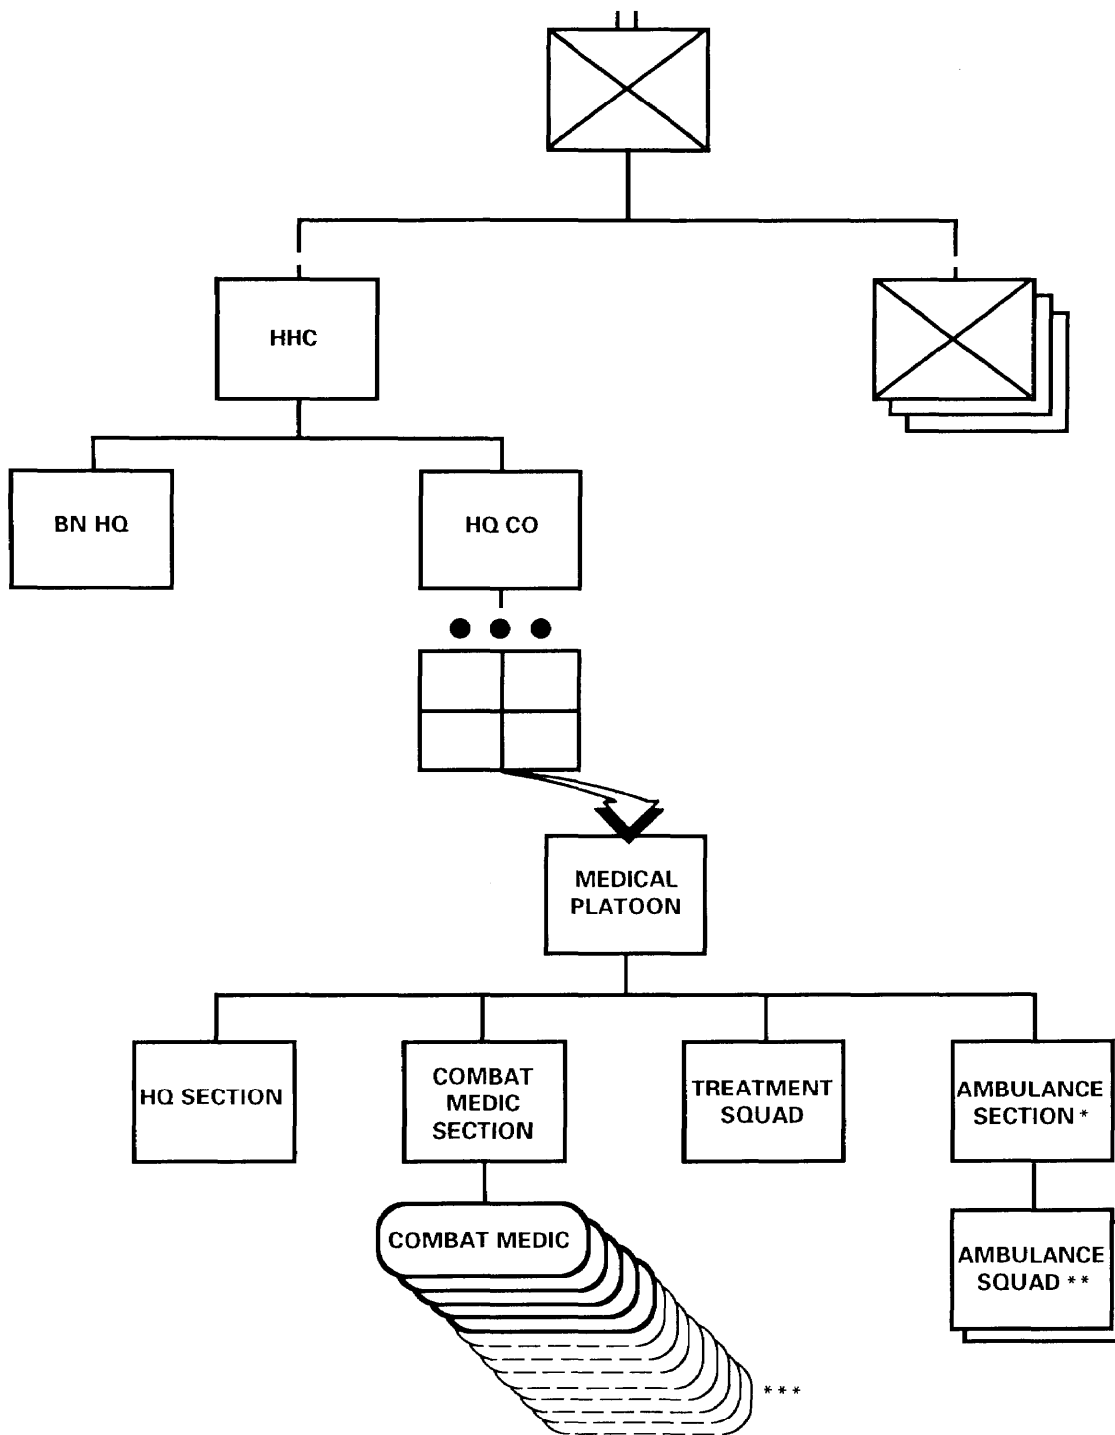 HHC
BN HQ
HQ CO
MEDICAL
PLATOON
HQ SECTION
COMBAT
MEDIC
SECTION
TREATMENT
SQUAD
AMBULANCE
SECTION *
COMBAT MEDIC
AMBULANCE
SQUAD * *
* * *